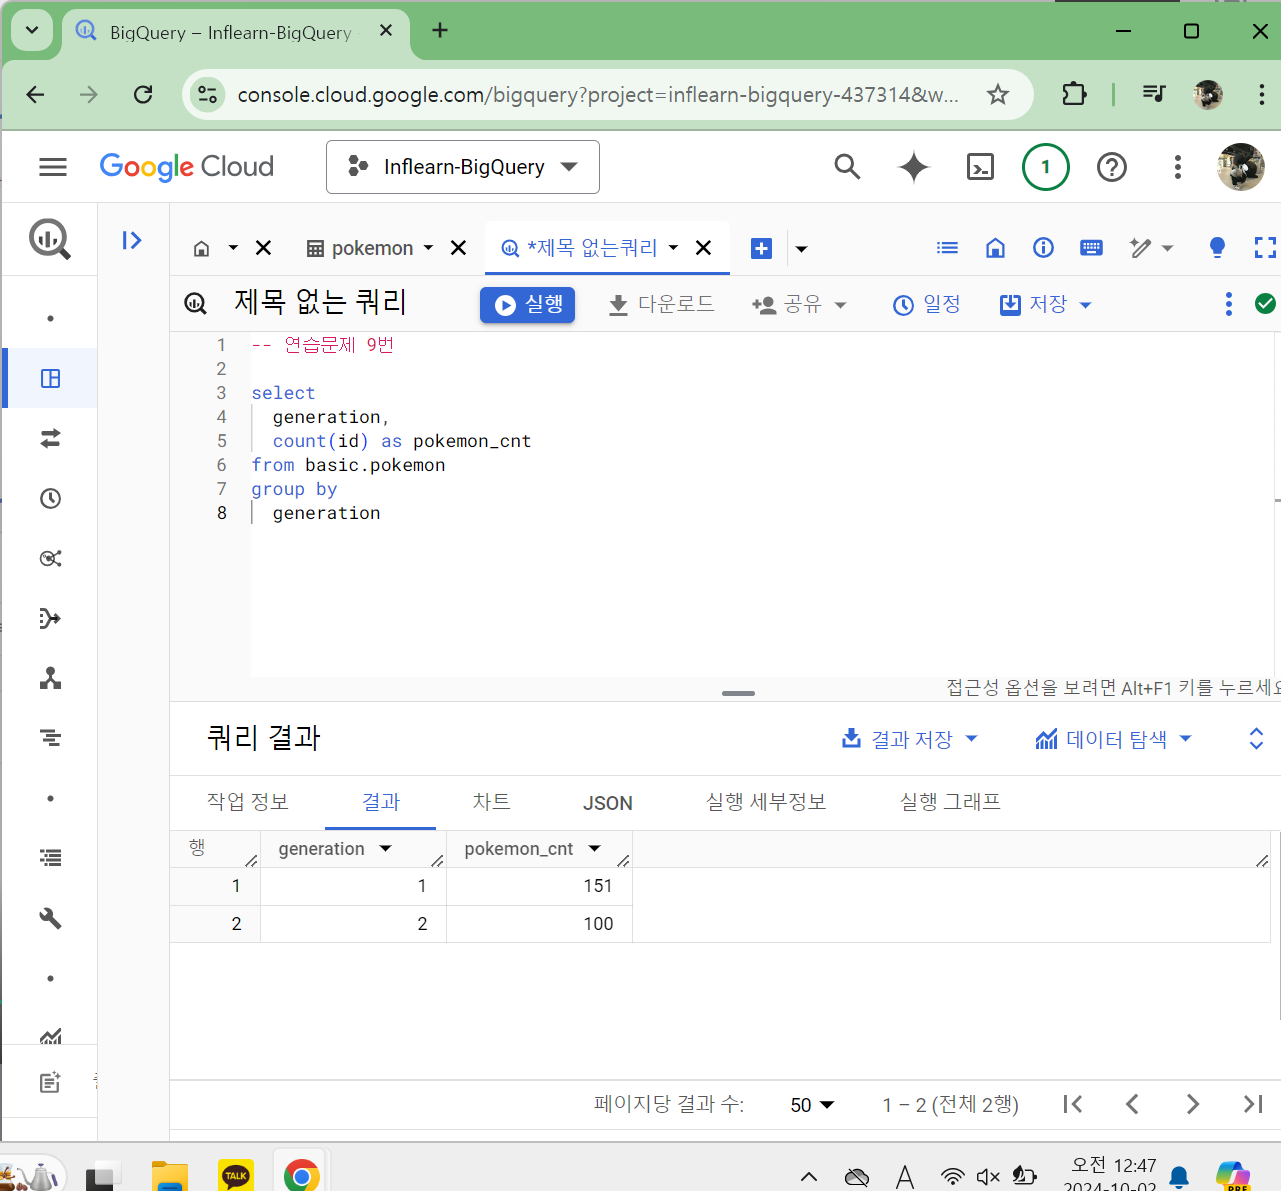 BigQuery – Inflearn-BigQuery
console.cloud.google.com/bigquery?project=inflearn-bigquery-437314&w...
Google Cloud
Inflearn-BigQuery
1
pokemon
*제목 없는쿼리
제목 없는 쿼리
실행
다운로드
공유
일정
저장
1 -- 연습문제 9번
2
3 select
4 generation,
5 count(id) as pokemon_cnt
6 from basic.pokemon
7 group by
8 generation
접근성 옵션을 보려면 Alt+F1 키를 누르세요
쿼리 결과
결과 저장
데이터 탐색
작업 정보
결과
차트
JSON
실행 세부정보
실행 그래프
행 generation pokemon_cnt
1 1 151
2 2 100
페이지당 결과 수: 50 1 – 2 (전체 2행)
TALK
A
오전 12:47
2024-10-02
PRE